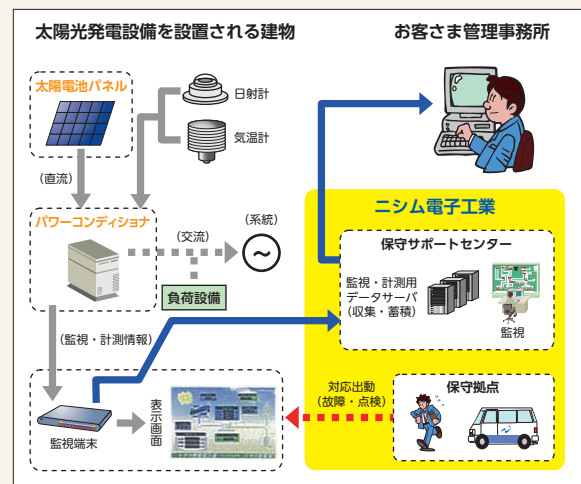 太陽光発電設備を設置される建物
お客さま管理事務所
太陽電池パネル
日射計
気温計
(直流)
パワーコンディショナ
(交流)
(系統)
~
負荷設備
(監視・計測情報)
監視端末
表示画面
ニシム電子工業
保守サポートセンター
監視・計測用
データサーバ
(収集・蓄積)
監視
対応出動
(故障・点検)
保守拠点